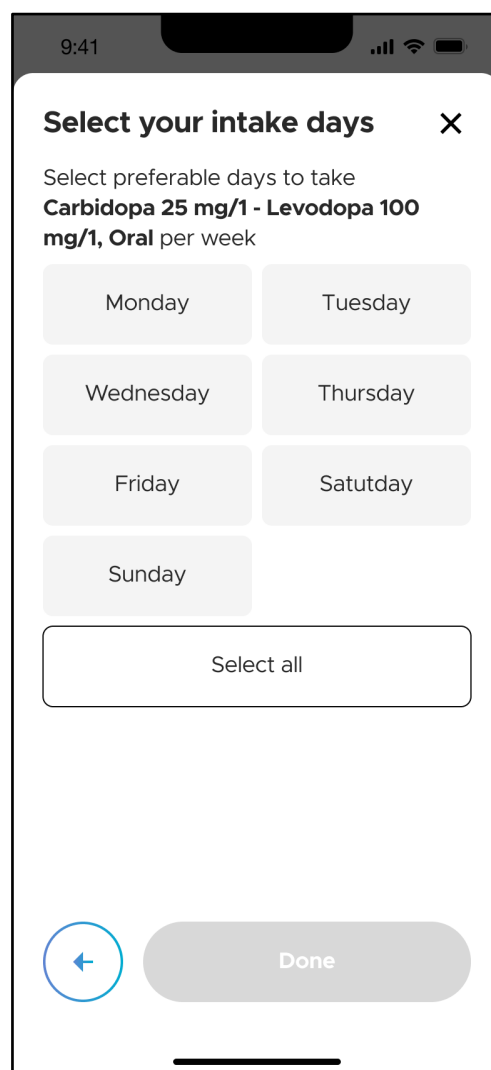 9:41
Select your intake days
Select preferable days to take
Carbidopa 25 mg/1 - Levodopa 100
mg/1, Oral per week
Monday
Tuesday
Wednesday
Thursday
Friday
Satutday
Sunday
Select all
Done